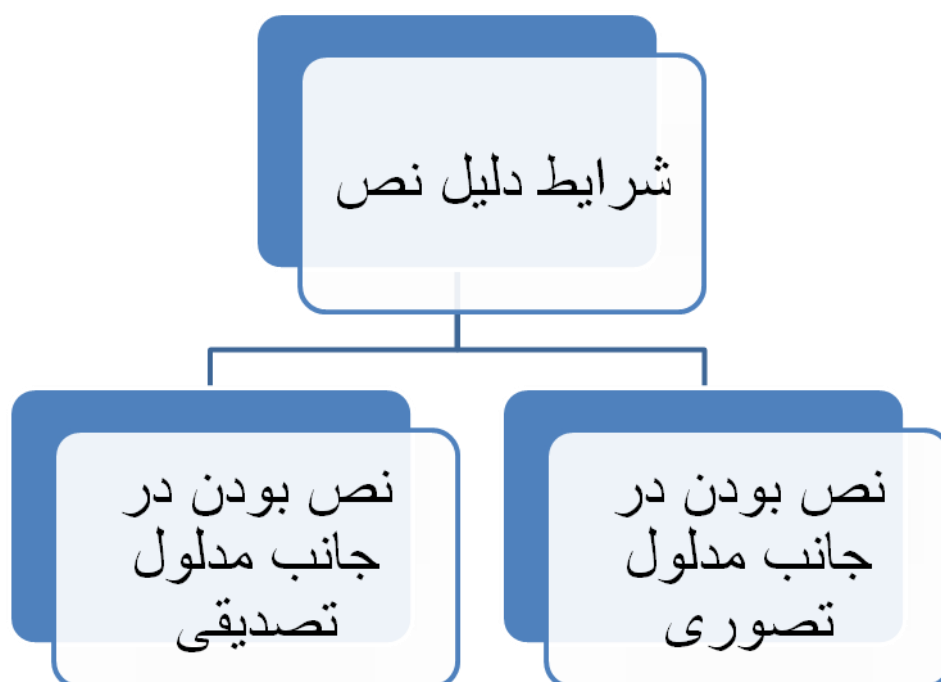 شرایط دلیل نص
نص بودن در
جانب مدلول
تصوری
نص بودن در
جانب مدلول
تصدیقی